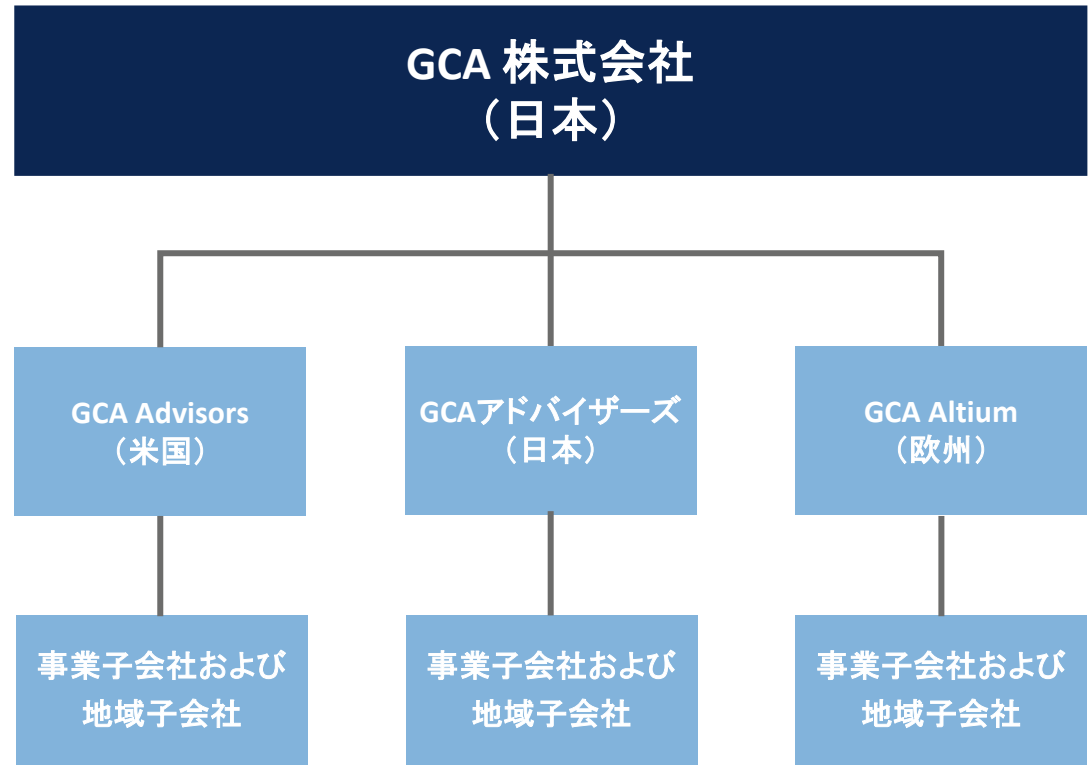 GCA 株式会社
（日本）
GCA Advisors
（米国）
GCAアドバイザーズ
（日本）
GCA Altium
（欧州）
事業子会社および
地域子会社
事業子会社および
地域子会社
事業子会社および
地域子会社